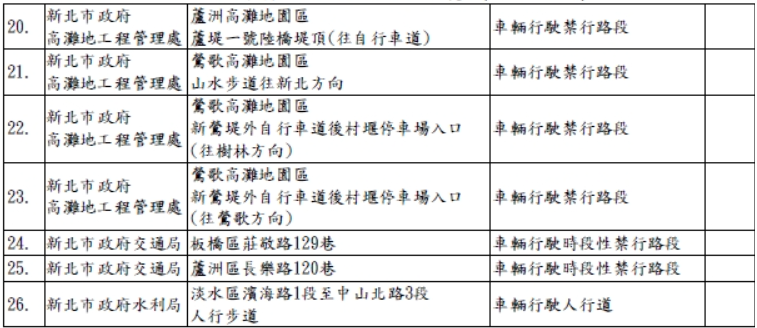 20.
新北市政府
高灘地工程管理處
蘆洲高灘地園區
蘆堤一號陸橋堤頂(往自行車道)
車輛行駛禁行路段
21.
新北市政府
高灘地工程管理處
鶯歌高灘地園區
山水步道往新北方向
車輛行駛禁行路段
22.
新北市政府
高灘地工程管理處
鶯歌高灘地園區
新鶯堤外自行車道後村堰停車場入口
(往樹林方向)
車輛行駛禁行路段
23.
新北市政府
高灘地工程管理處
鶯歌高灘地園區
新鶯堤外自行車道後村堰停車場入口
(往鶯歌方向)
車輛行駛禁行路段
24.
新北市政府交通局
板橋區莊敬路129巷
車輛行駛時段性禁行路段
25.
新北市政府交通局
蘆洲區長樂路120巷
車輛行駛時段性禁行路段
26.
新北市政府水利局
淡水區濱海路1段至中山北路3段
人行步道
車輛行駛人行道